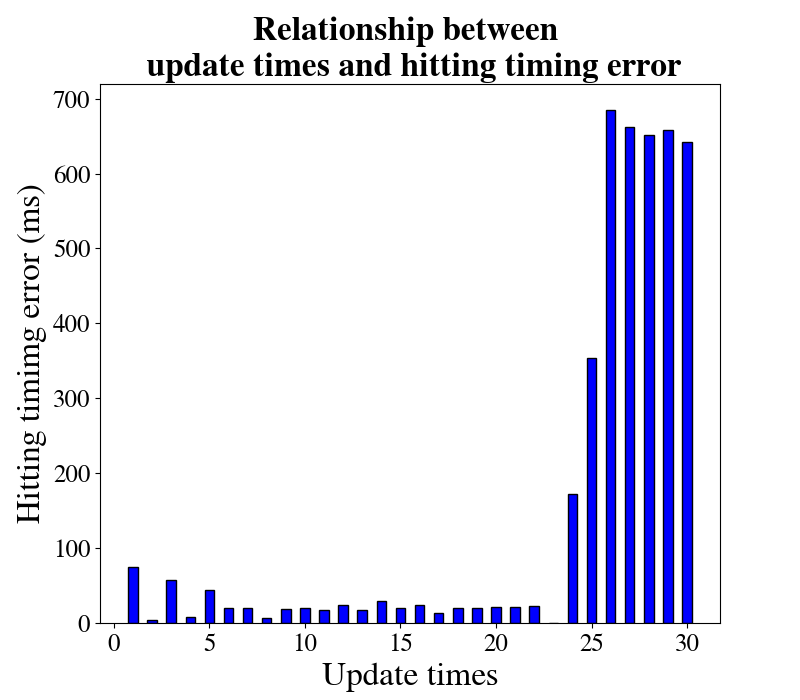 Relationship between
update times and hitting timing error
Hitting timimg error (ms)
700
600
500
400
300
200
100
0
0 5 10 15 20 25 30
Update times